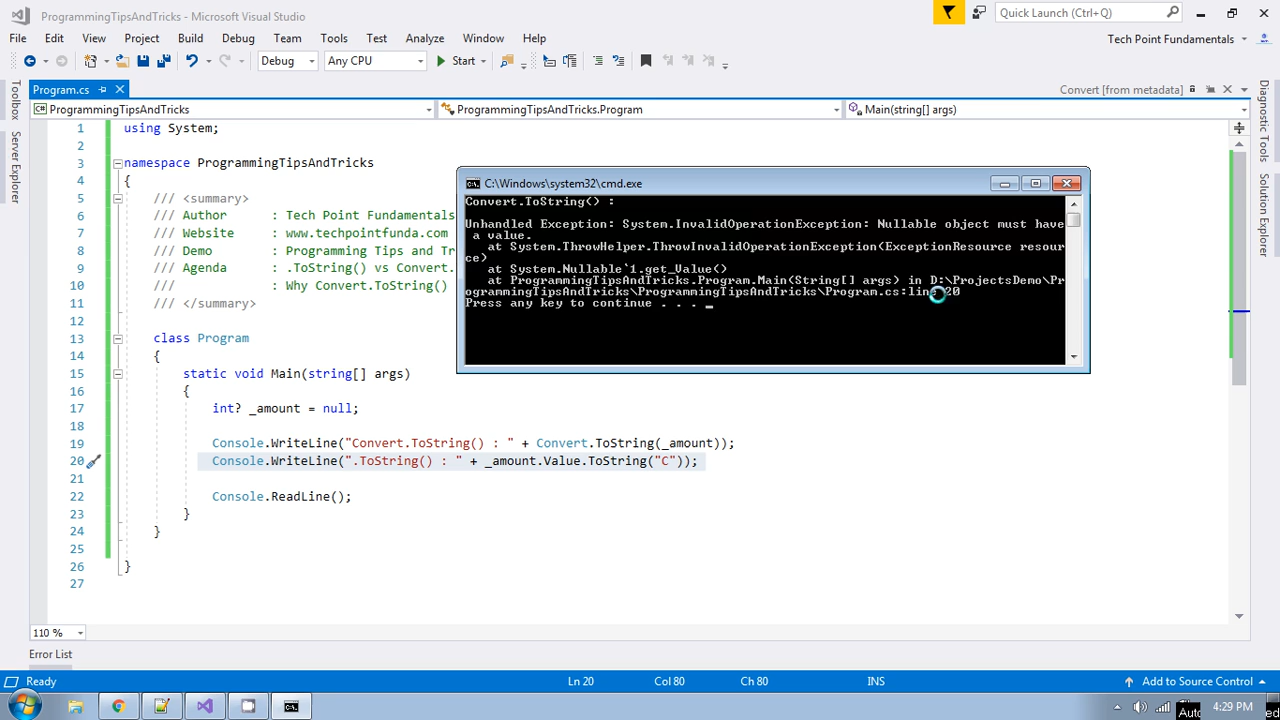 ProgrammingTipsAndTricks - Microsoft Visual Studio
Quick Launch (Ctrl+Q)
File Edit View Project Build Debug Team Tools Test Analyze Window Help
Tech Point Fundamentals
Debug Any CPU Start
Program.cs
Convert [from metadata]
ProgrammingTipsAndTricks
ProgrammingTipsAndTricks.Program
Main(string[] args)
Toolbox
Server Explorer
Diagnostic Tools
Solution Explorer
1 using System;
2
3 namespace ProgrammingTipsAndTricks
4 {
5 /// <summary>
6 /// Author : Tech Point Fundamentals
7 /// Website : www.techpointfunda.com
8 /// Demo : Programming Tips and Tr
9 /// Agenda : .ToString() vs Convert.
10 /// : Why Convert.ToString()
11 /// </summary>
12
13 class Program
14 {
15 static void Main(string[] args)
16 {
17 int? _amount = null;
18
19 Console.WriteLine("Convert.ToString() : " + Convert.ToString(_amount));
20 Console.WriteLine(".ToString() : " + _amount.Value.ToString("C"));
21
22 Console.ReadLine();
23 }
24 }
25
26 }
27
C:\Windows\system32\cmd.exe
Convert.ToString() :
Unhandled Exception: System.InvalidOperationException: Nullable object must have
a value.
at System.ThrowHelper.ThrowInvalidOperationException(ExceptionResource resour
ce)
at System.Nullable`1.get_Value()
at ProgrammingTipsAndTricks.Program.Main(String[] args) in D:\ProjectsDemo\Pr
ogrammingTipsAndTricks\ProgrammingTipsAndTricks\Program.cs:line 20
Press any key to continue . . . _
110 %
Error List
Ready
Ln 20 Col 80 Ch 80 INS
Add to Source Control
4:29 PM